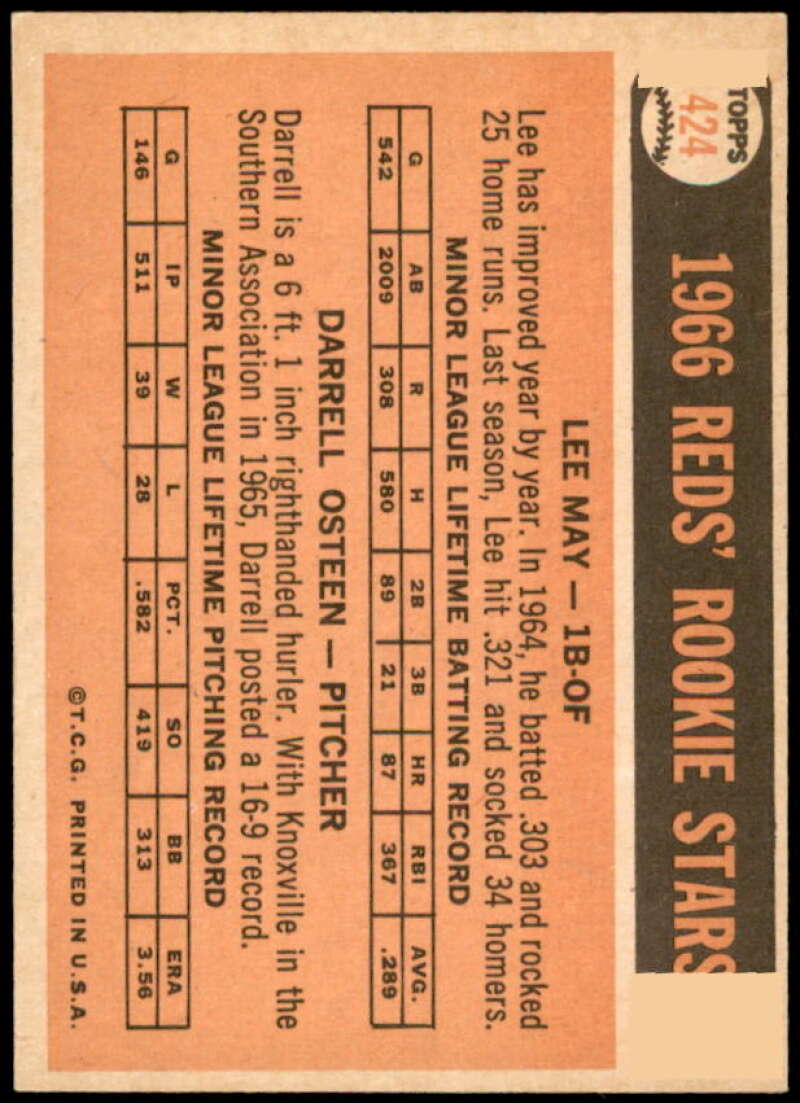 TOPPS
424
1966 REDS' ROOKIE STARS
LEE MAY — 1B-OF
Lee has improved year by year. In 1964, he batted .303 and rocked
25 home runs. Last season, Lee hit .321 and socked 34 homers.
MINOR LEAGUE LIFETIME BATTING RECORD
G AB R H 2B 3B HR RBI AVG.
542 2009 308 580 89 21 87 367 .289
DARRELL OSTEEN — PITCHER
Darrell is a 6 ft. 1 inch righthanded hurler. With Knoxville in the
Southern Association in 1965, Darrell posted a 16-9 record.
MINOR LEAGUE LIFETIME PITCHING RECORD
G IP W L PCT. SO BB ERA
146 511 39 28 .582 419 313 3.56
©T.C.G. PRINTED IN U.S.A.